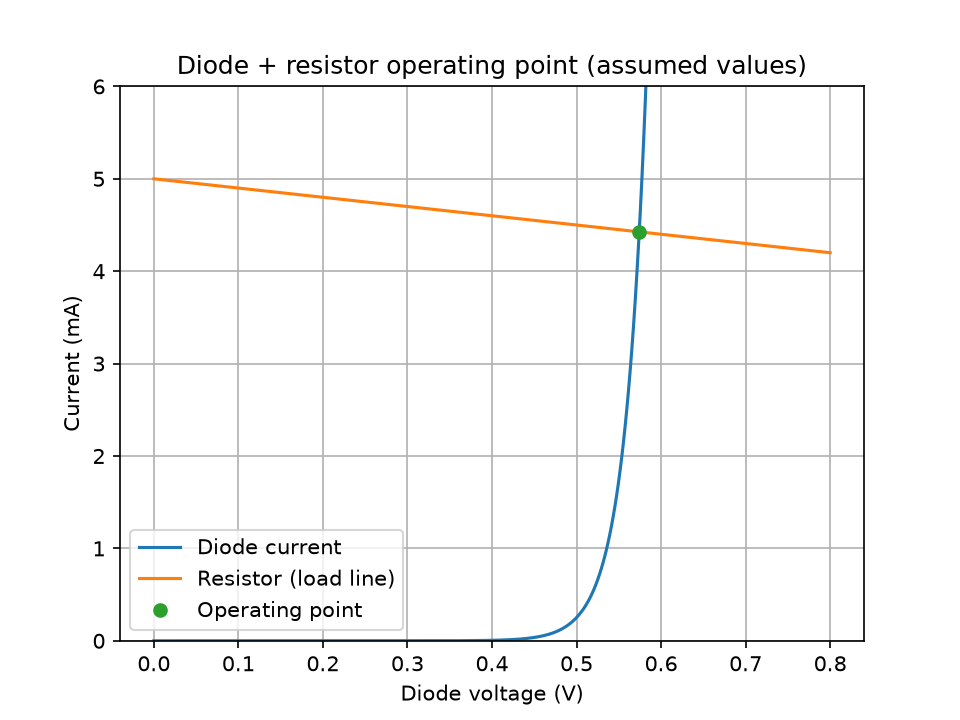 Diode + resistor operating point (assumed values)
6
5
4
3
2
1
0
Current (mA)
Diode current
Resistor (load line)
Operating point
0.0 0.1 0.2 0.3 0.4 0.5 0.6 0.7 0.8
Diode voltage (V)